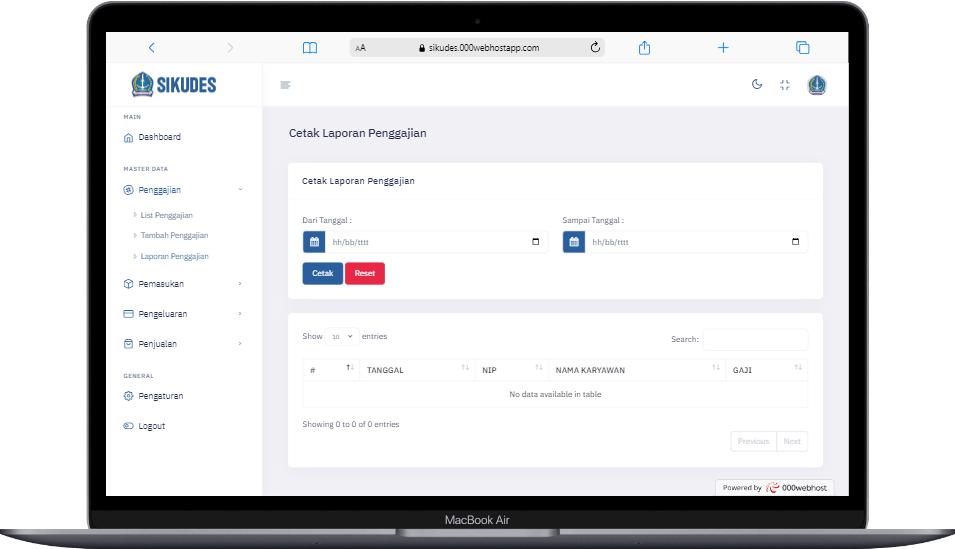 AA sikudes.000webhostapp.com
SIKUDES
MAIN
Dashboard
MASTER DATA
Penggajian
List Penggajian
Tambah Penggajian
Laporan Penggajian
Pemasukan
Pengeluaran
Penjualan
GENERAL
Pengaturan
Logout
Cetak Laporan Penggajian
Cetak Laporan Penggajian
Dari Tanggal :
hh/bb/tttt
Sampai Tanggal :
hh/bb/tttt
Cetak Reset
Show 10 entries
Search:
# TANGGAL NIP NAMA KARYAWAN GAJI
No data available in table
Showing 0 to 0 of 0 entries
Previous Next
Powered by 000webhost
MacBook Air